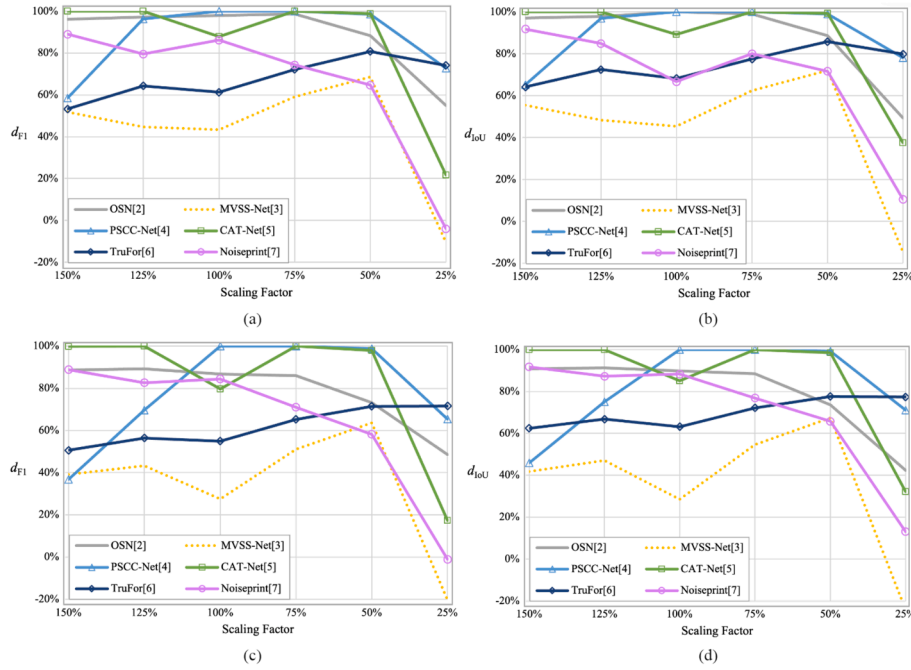 100%
80%
60%
d_F1
40%
20%
0%
-20%
OSN[2] MVSS-Net[3]
PSCC-Net[4] CAT-Net[5]
TruFor[6] Noiseprint[7]
150% 125% 100% 75% 50% 25%
Scaling Factor
(a)
100%
80%
60%
d_IoU
40%
20%
0%
-20%
OSN[2] MVSS-Net[3]
PSCC-Net[4] CAT-Net[5]
TruFor[6] Noiseprint[7]
150% 125% 100% 75% 50% 25%
Scaling Factor
(b)
100%
80%
60%
d_F1
40%
20%
0%
-20%
OSN[2] MVSS-Net[3]
PSCC-Net[4] CAT-Net[5]
TruFor[6] Noiseprint[7]
150% 125% 100% 75% 50% 25%
Scaling Factor
(c)
100%
80%
60%
d_IoU
40%
20%
0%
-20%
OSN[2] MVSS-Net[3]
PSCC-Net[4] CAT-Net[5]
TruFor[6] Noiseprint[7]
150% 125% 100% 75% 50% 25%
Scaling Factor
(d)